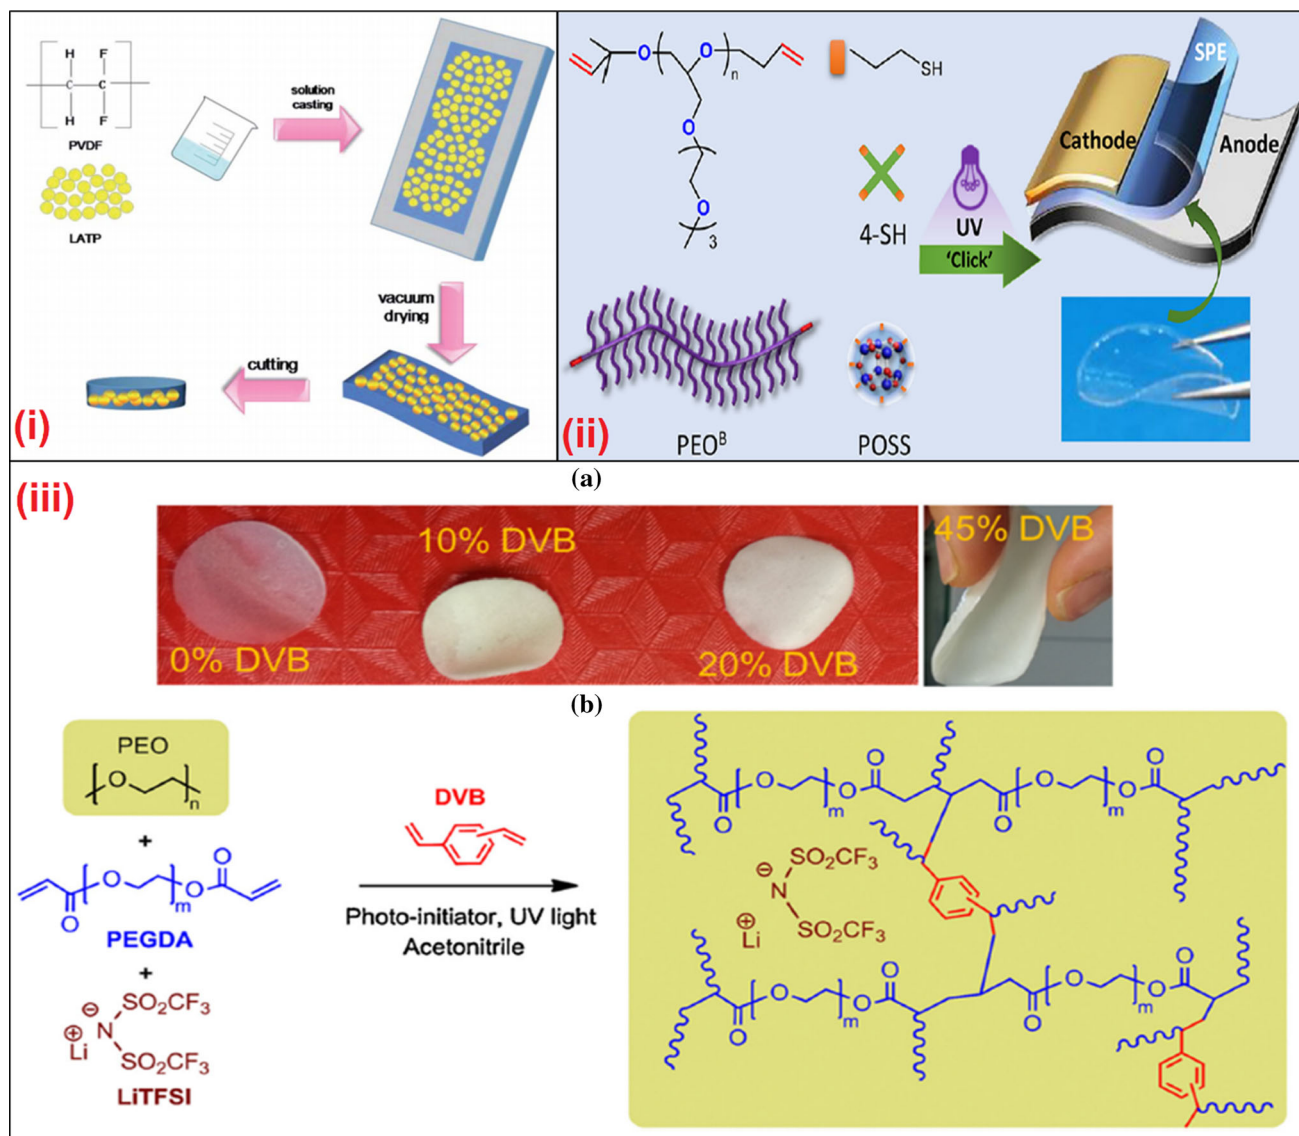 H F
C C
H F
n
PVDF
LATP
solution
casting
vacuum
drying
cutting
(i)
O
O
n
O
O
3
SH
4-SH
UV
'Click'
Cathode
SPE
Anode
PEO^B
POSS
(ii)
(a)
(iii)
0% DVB
10% DVB
20% DVB
45% DVB
(b)
PEO
O
n
+
O
O
m
O
O
PEGDA
+
⊕
Li
⊖
N
SO₂CF₃
SO₂CF₃
LiTFSI
DVB
Photo-initiator, UV light
Acetonitrile
O
O
m
O
O
O
O
m
O
O
⊖
N
SO₂CF₃
SO₂CF₃
⊕
Li
O
O
m
O
O
O
O
m
O
O